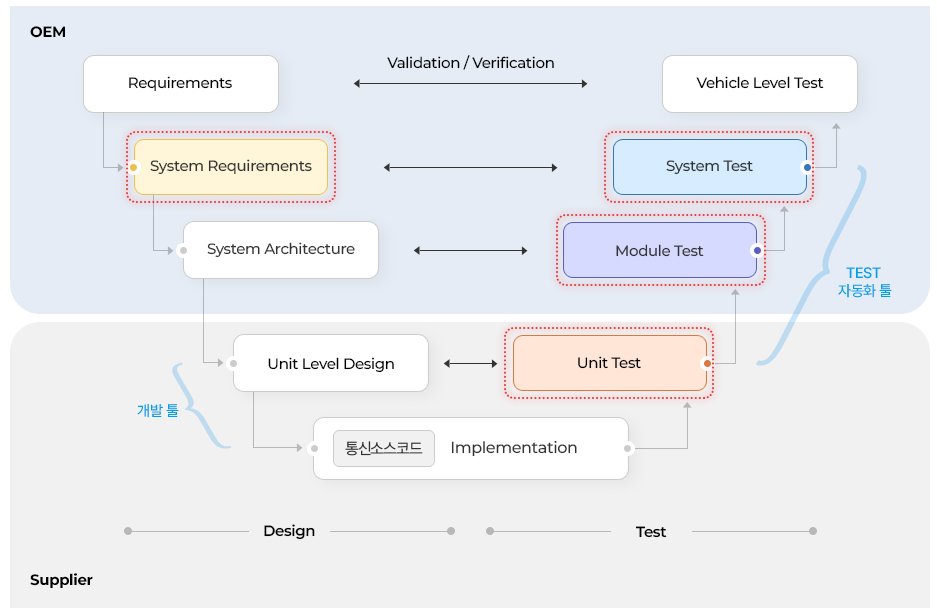 OEM
Validation / Verification
Requirements
Vehicle Level Test
System Requirements
System Test
System Architecture
Module Test
TEST
자동화 툴
Unit Level Design
Unit Test
개발 툴
통신소스코드
Implementation
Design
Test
Supplier